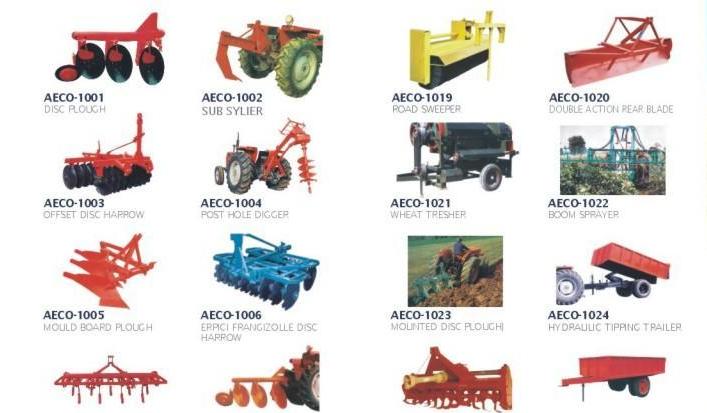 AECO-1001
DISC PLOUGH
AECO-1002
SUB SYLIER
AECO-1019
ROAD SWEEPER
AECO-1020
DOUBLE ACTION REAR BLADE
AECO-1003
OFFSET DISC HARROW
AECO-1004
POST HOLE DIGGER
AECO-1021
WHEAT TRESHER
AECO-1022
BOOM SPRAYER
AECO-1005
MOULD BOARD PLOUGH
AECO-1006
ERPICI FRANGIZOLLE DISC
HARROW
AECO-1023
MOUNTED DISC PLOUGH
AECO-1024
HYDRAULIC TIPPING TRAILER